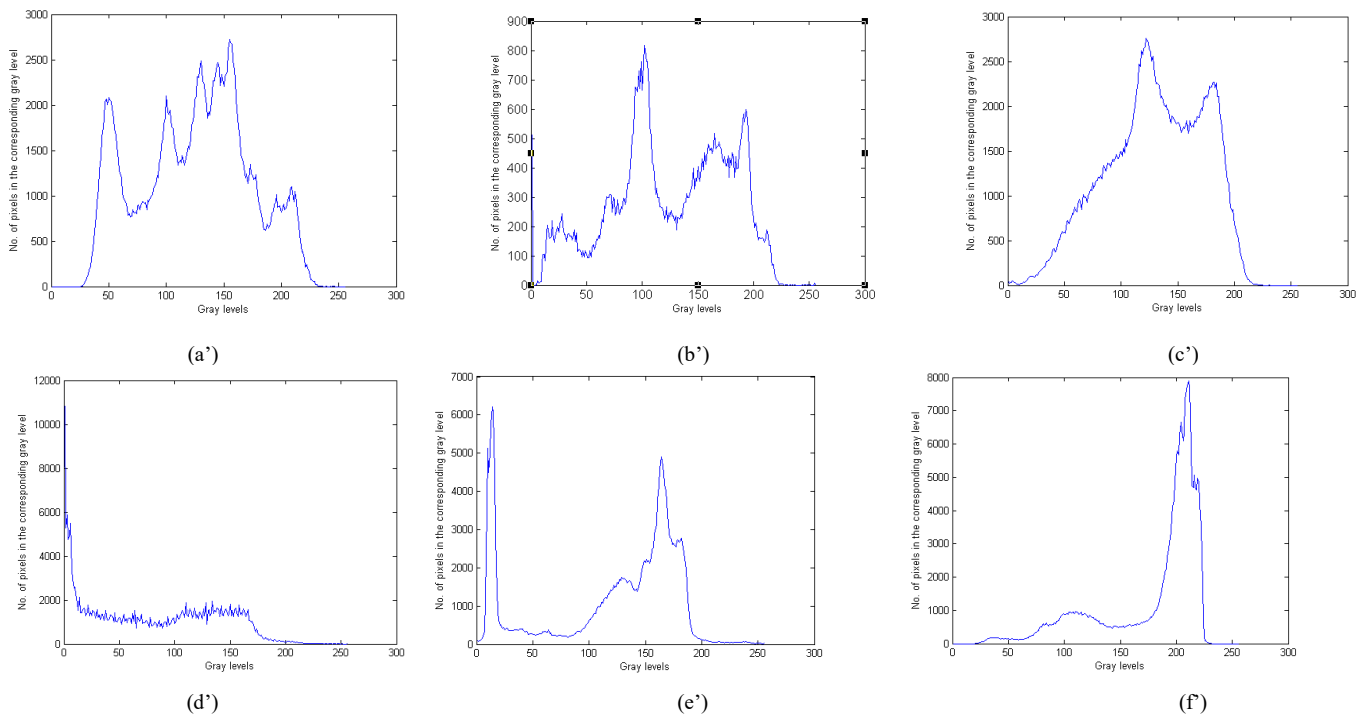 3000
2500
2000
1500
1000
500
0
0 50 100 150 200 250 300
No. of pixels in the corresponding gray level
Gray levels
(a’)
900
800
700
600
500
400
300
200
100
0
0 50 100 150 200 250 300
No. of pixels in the corresponding gray level
Gray levels
(b’)
3000
2500
2000
1500
1000
500
0
0 50 100 150 200 250 300
No. of pixels in the corresponding gray level
Gray levels
(c’)
12000
10000
8000
6000
4000
2000
0
0 50 100 150 200 250 300
No. of pixels in the corresponding gray level
Gray levels
(d’)
7000
6000
5000
4000
3000
2000
1000
0
0 50 100 150 200 250 300
No. of pixels in the corresponding gray level
Gray levels
(e’)
8000
7000
6000
5000
4000
3000
2000
1000
0
0 50 100 150 200 250 300
No. of pixels in the corresponding gray level
Gray levels
(f’)